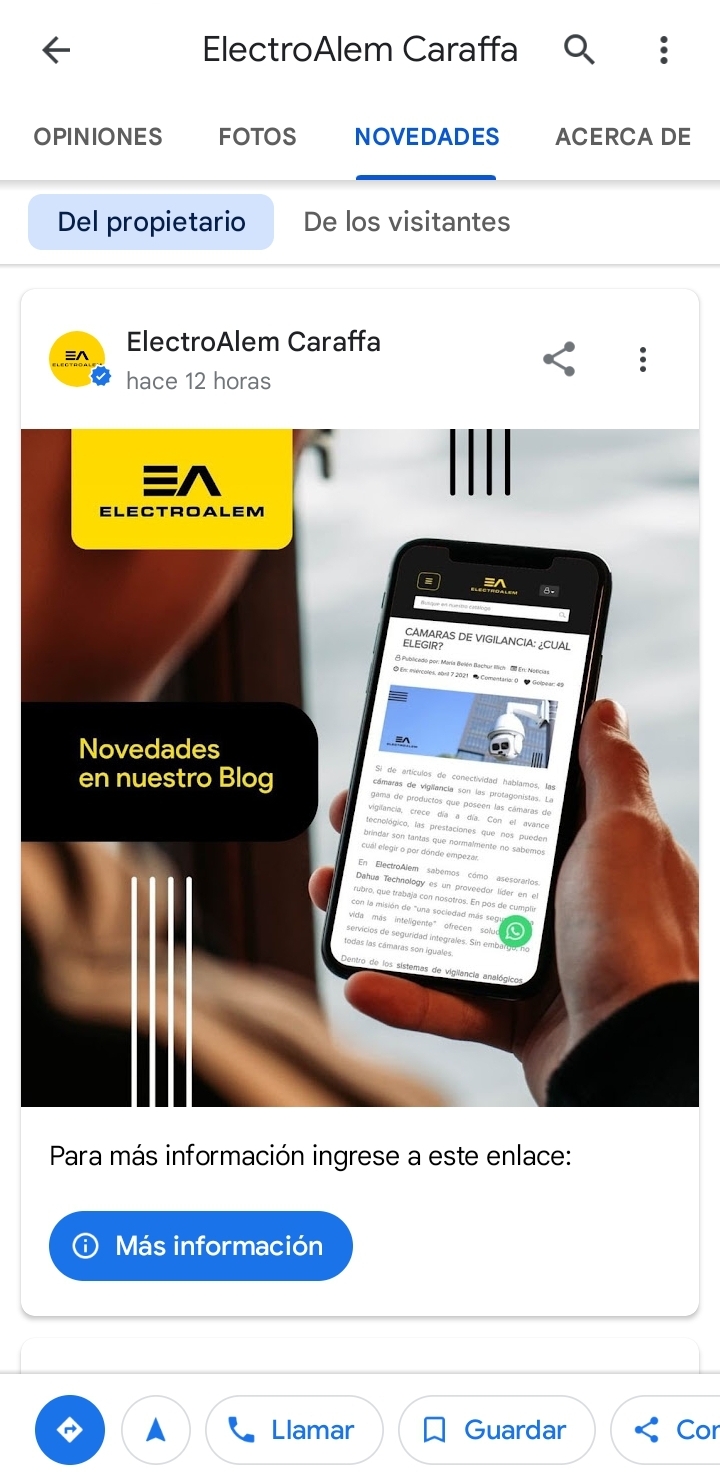 ElectroAlem Caraffa
OPINIONES FOTOS NOVEDADES ACERCA DE
Del propietario De los visitantes
ElectroAlem Caraffa
hace 12 horas
EA
ELECTROALEM
EA
ELECTROALEM
Busque en nuestro catálogo
CÁMARAS DE VIGILANCIA: ¿CUÁL
ELEGIR?
Publicado por: María Belén Bachur Illich En: Noticias
En: miércoles, abril 7 2021 Comentario: 0 Golpear: 49
Novedades
en nuestro Blog
Si de artículos de conectividad hablamos, las
cámaras de vigilancia son las protagonistas. La
gama de productos que poseen las cámaras de
vigilancia, crece día a día. Con el avance
tecnológico, las prestaciones que nos pueden
brindar son tantas que normalmente no sabemos
cuál elegir o por dónde empezar.
En ElectroAlem sabemos cómo asesorarlos.
Dahua Technology es un proveedor líder en el
rubro, que trabaja con nosotros. En pos de cumplir
con la misión de "una sociedad más
vida más inteligente" ofrecen
servicios de seguridad integrales. Sin no
todas las cámaras son iguales.
Dentro de los sistemas de vigilancia analógicos
Para más información ingrese a este enlace:
Más información
Llamar Guardar